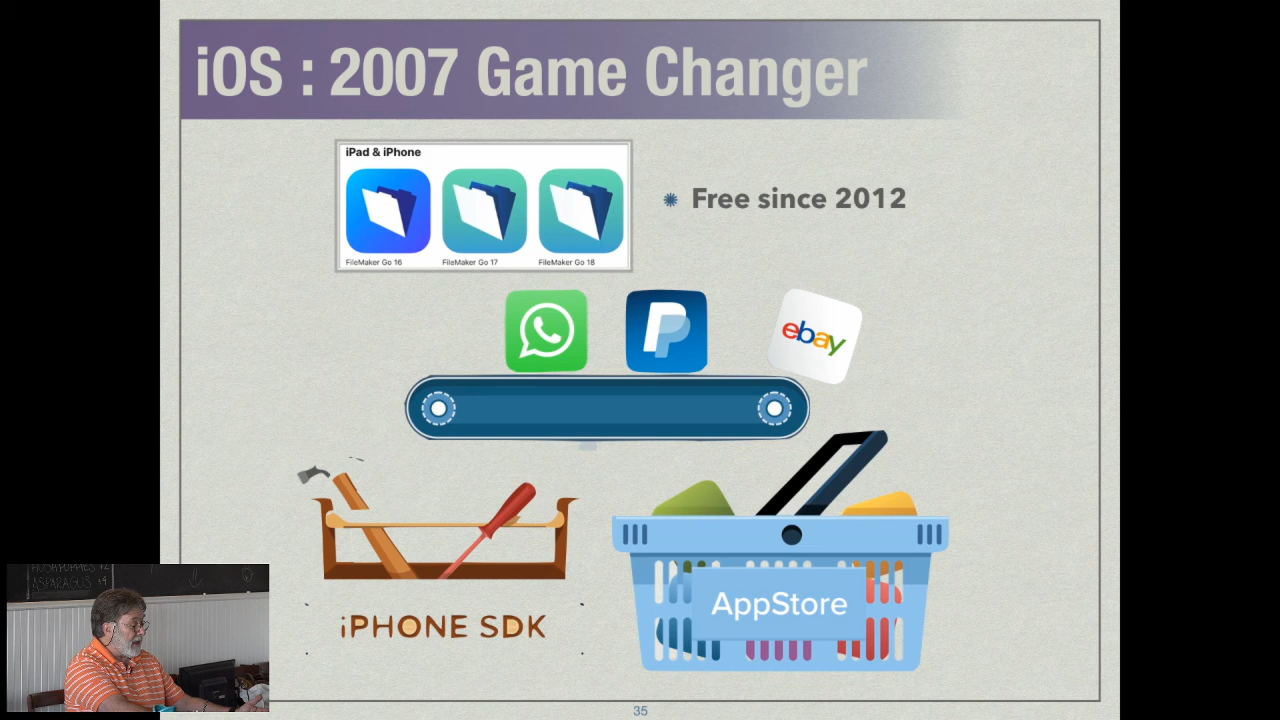 iOS : 2007 Game Changer
iPad & iPhone
FileMaker Go 16
FileMaker Go 17
FileMaker Go 18
Free since 2012
ebay
iPHONE SDK
AppStore
ASPARAGUS
35